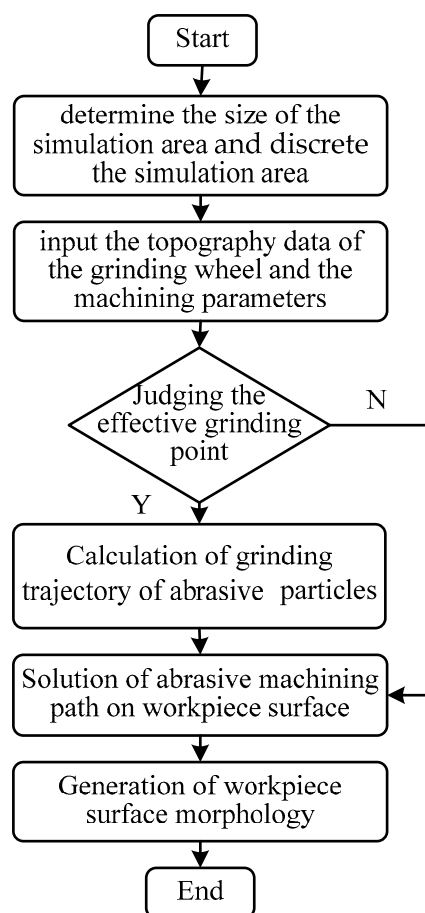 Start
determine the size of the
simulation area and discrete
the simulation area
input the topography data of
the grinding wheel and the
machining parameters
Judging the
effective grinding
point
N
Y
Calculation of grinding
trajectory of abrasive particles
Solution of abrasive machining
path on workpiece surface
Generation of workpiece
surface morphology
End